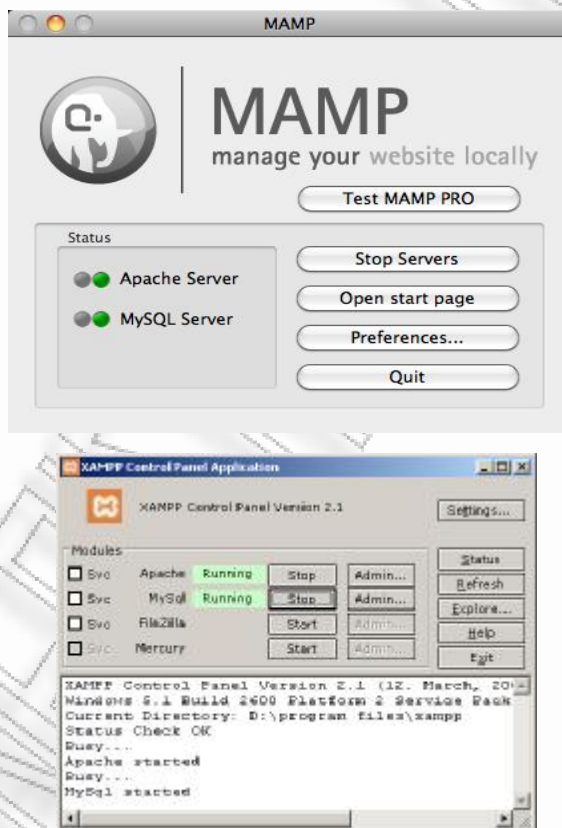 MAMP
MAMP
manage your website locally
Test MAMP PRO
Status
Apache Server
MySQL Server
Stop Servers
Open start page
Preferences...
Quit
XAMPP Control Panel Application
XAMPP Control Panel Version 2.1
Settings...
Modules
Svc Apache Running Stop Admin...
Svc MySql Running Stop Admin...
Svc FileZilla Start Admin...
Svc Mercury Start Admin...
Status
Refresh
Explore...
Help
Exit
XAMPP Control Panel Version 2.1 (12. March, 20
Windows 5.1 Build 2600 Platform 2 Service Pack
Current Directory: D:\program files\xampp
Status Check OK
Busy...
Apache started
Busy...
MySql started